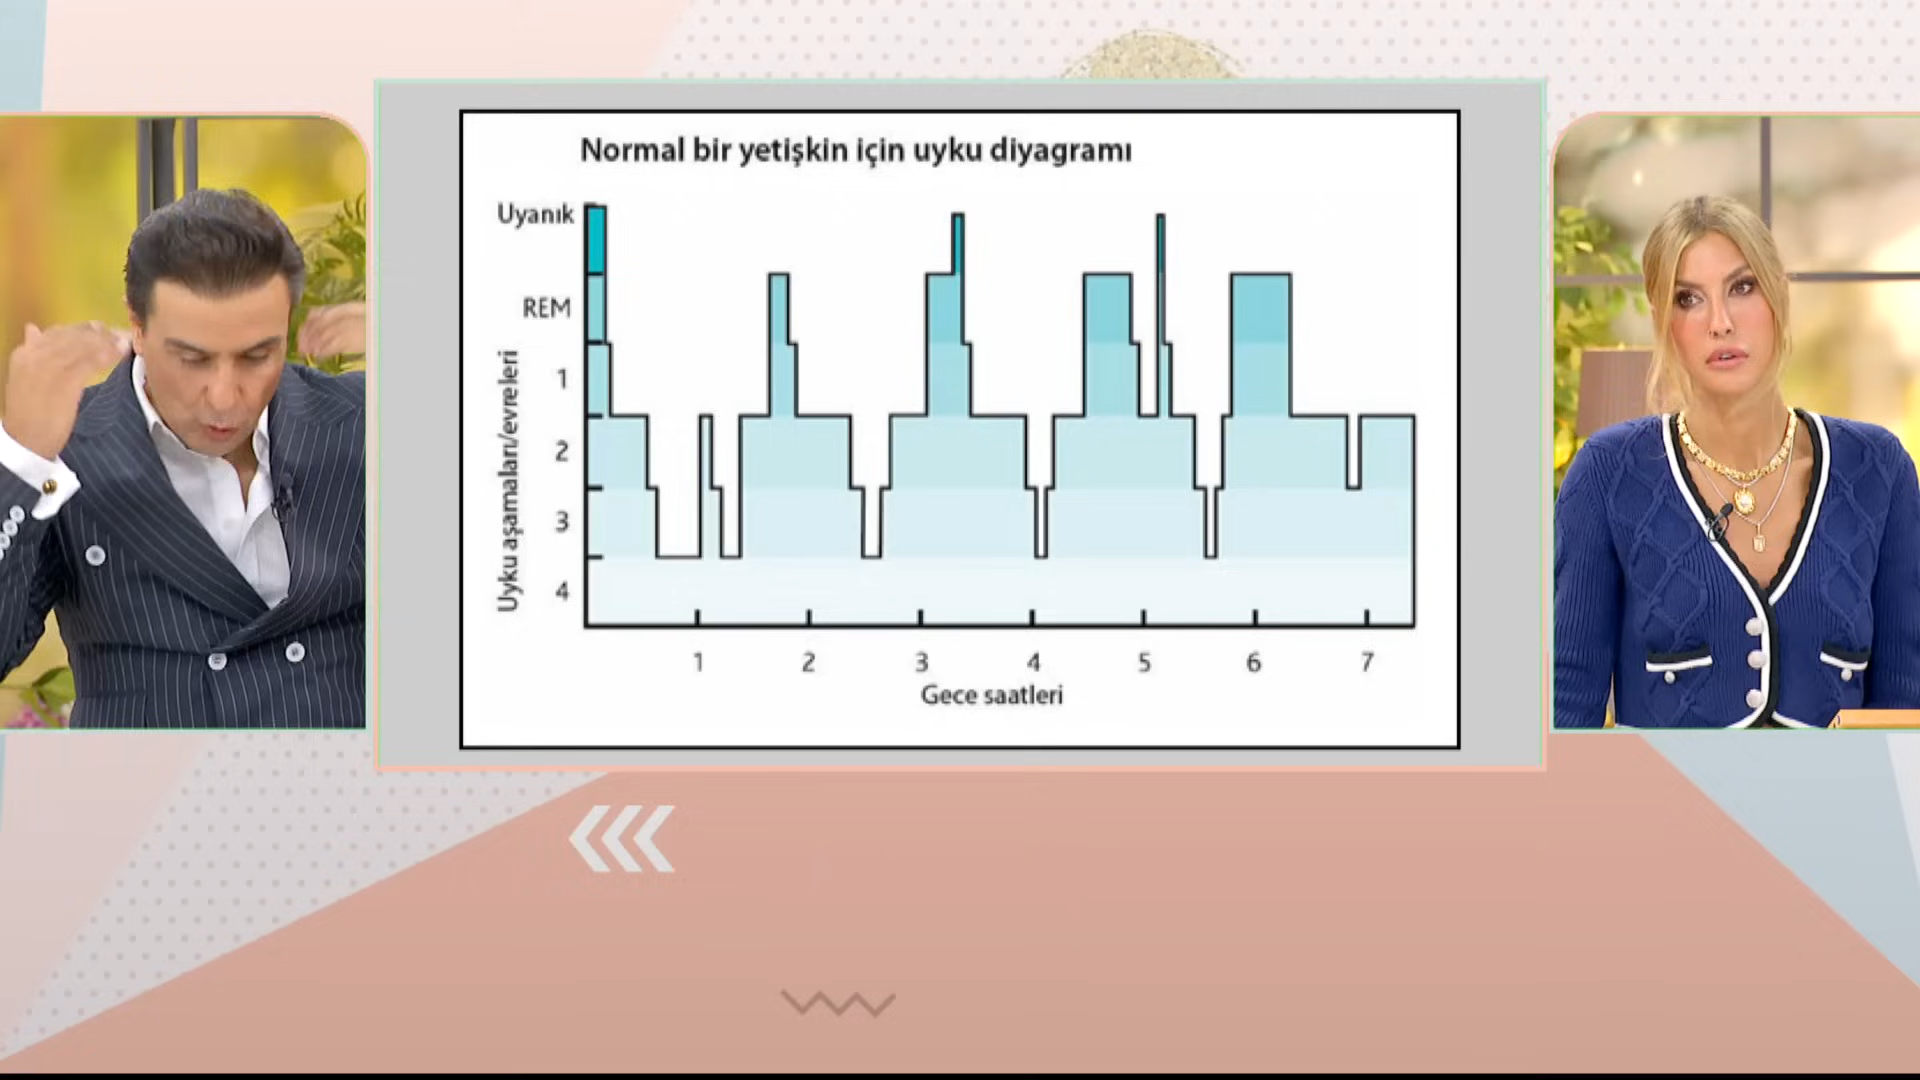 Normal bir yetişkin için uyku diyagramı
Uyanık
REM
1
2
3
4
Uyku aşamaları/evreleri
1 2 3 4 5 6 7
Gece saatleri